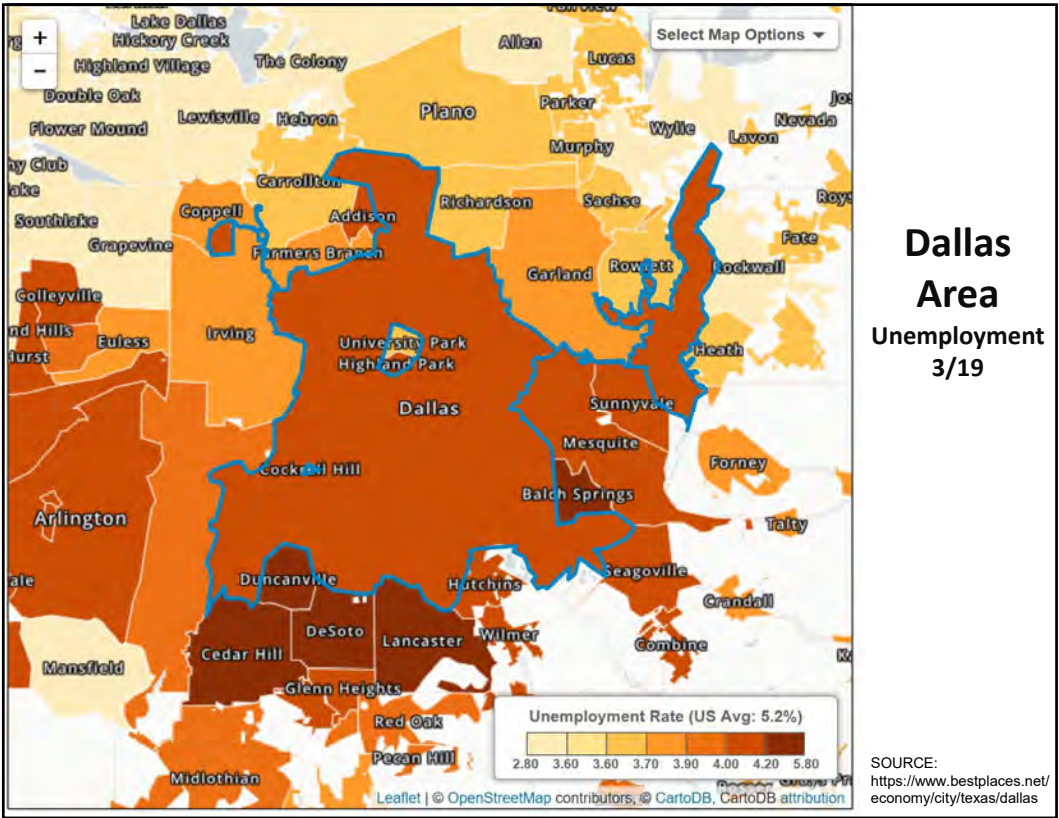 Lake Dallas
Hickory Creek
Highland Village
The Colony
Allen
Lucas
Select Map Options
+
−
Double Oak
Flower Mound
Lewisville
Hebron
Plano
Parker
Murphy
Wylie
Nevada
Lavon
Carrollton
Coppell
Addison
Richardson
Sachse
Southlake
Grapevine
Farmers Branch
Fate
Garland
Rowlett
Rockwall
Colleyville
Euless
Irving
University Park
Highland Park
Heath
Dallas
Sunnyvale
Mesquite
Cockrell Hill
Forney
Balch Springs
Arlington
Talty
Duncanville
Hutchins
Seagoville
Crandall
DeSoto
Cedar Hill
Lancaster
Wilmer
Combine
Mansfield
Glenn Heights
Red Oak
Pecan Hill
Midlothian
Unemployment Rate (US Avg: 5.2%)
2.80 3.60 3.60 3.70 3.90 4.00 4.20 5.80
Leaflet | © OpenStreetMap contributors, © CartoDB, CartoDB attribution
Dallas
Area
Unemployment
3/19
SOURCE:
https://www.bestplaces.net/
economy/city/texas/dallas